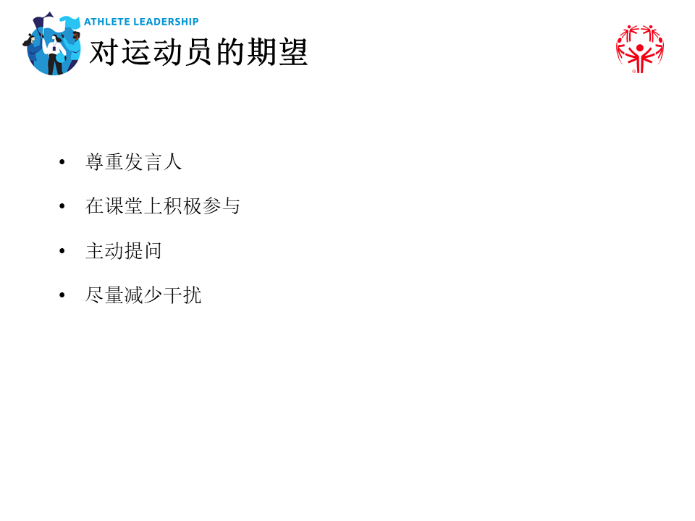 ATHLETE LEADERSHIP
对运动员的期望
• 尊重发言人
• 在课堂上积极参与
• 主动提问
• 尽量减少干扰